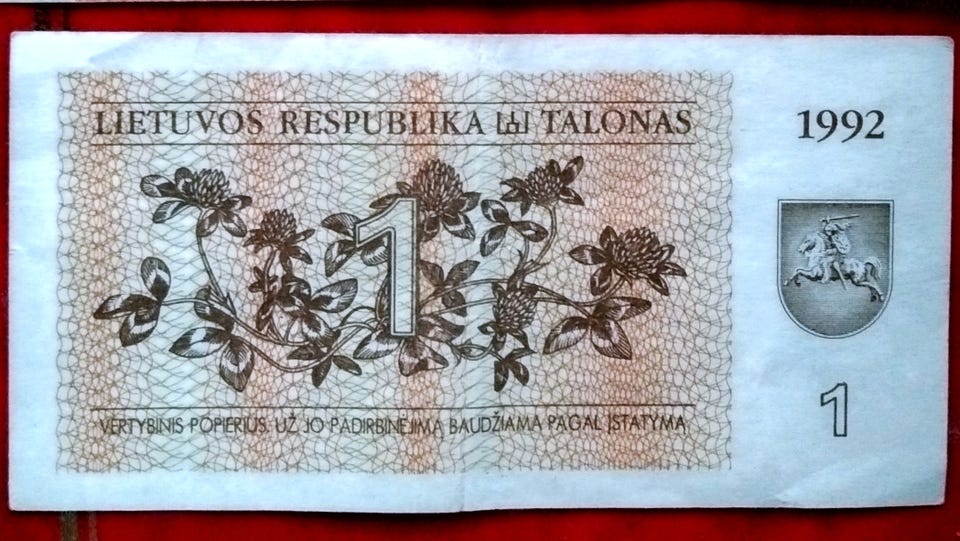 LIETUVOS RESPUBLIKA TALONAS
1992
1
VERTYBINIS POPIERIUS. UŽ JO PADIRBINĖJIMĄ BAUDŽIAMA PAGAL ĮSTATYMĄ
1